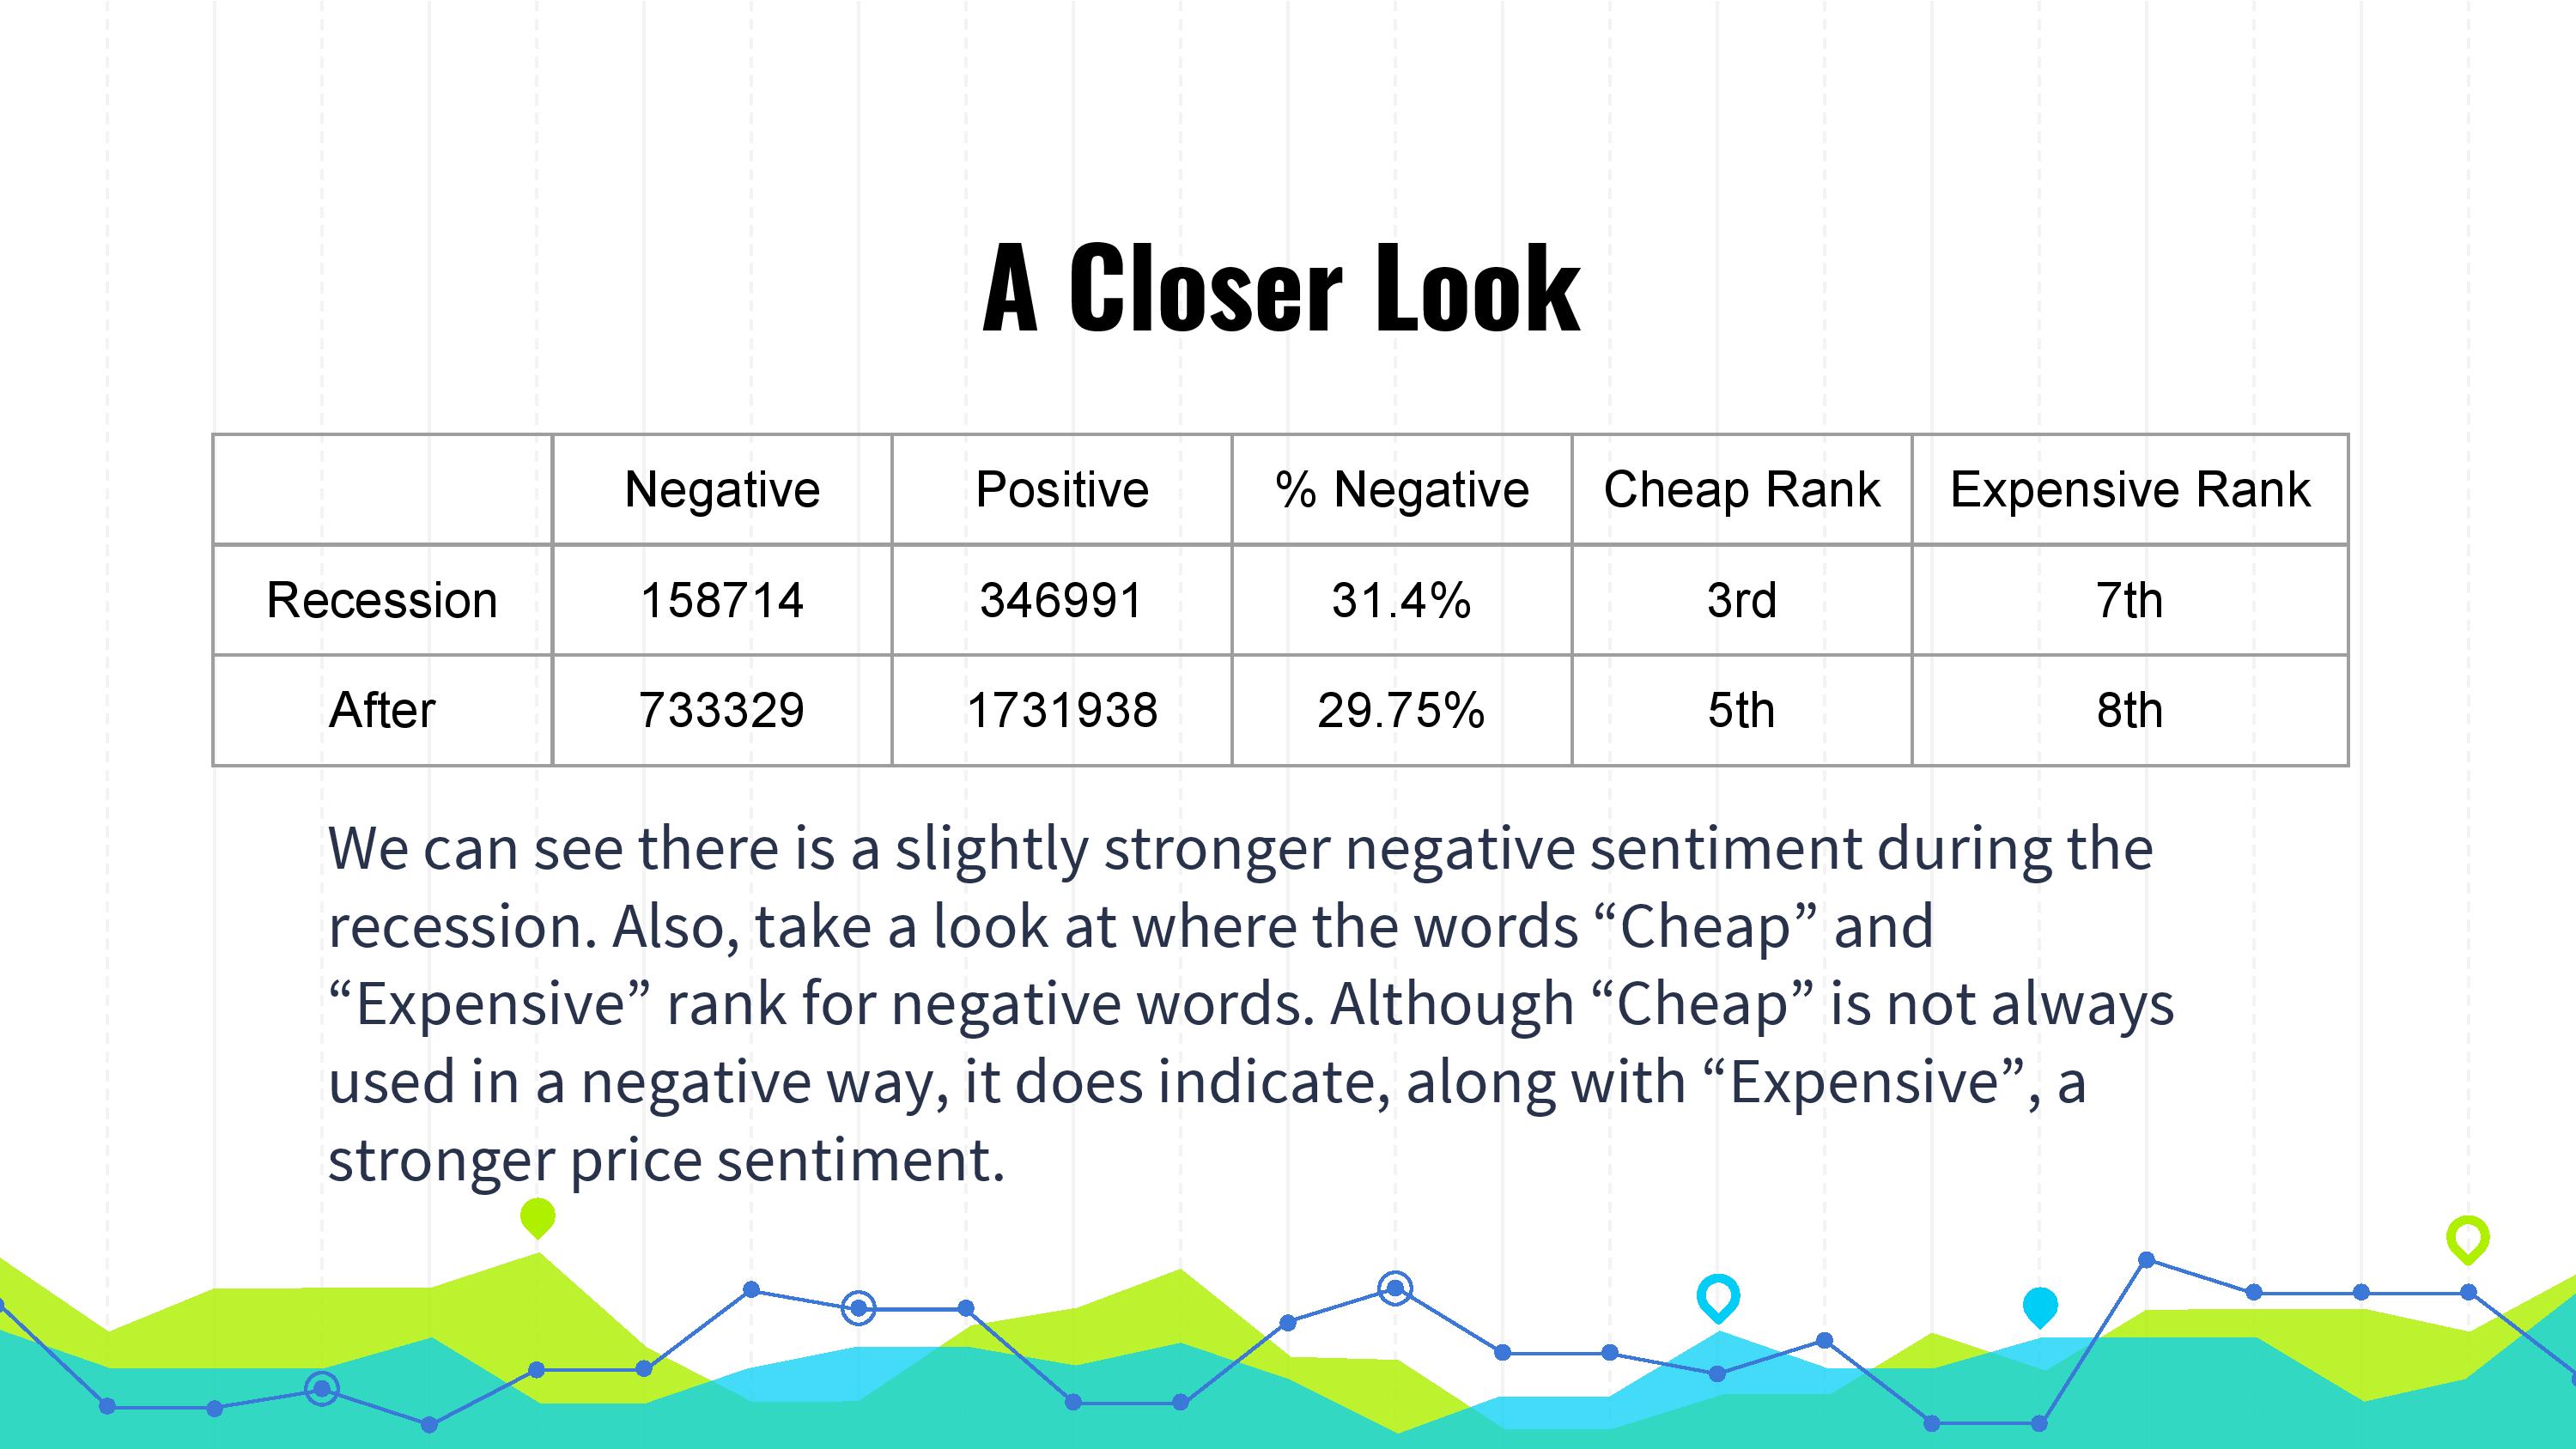 A Closer Look
Negative Positive % Negative Cheap Rank Expensive Rank
Recession 158714 346991 31.4% 3rd 7th
After 733329 1731938 29.75% 5th 8th
We can see there is a slightly stronger negative sentiment during the
recession. Also, take a look at where the words “Cheap” and
“Expensive” rank for negative words. Although “Cheap” is not always
used in a negative way, it does indicate, along with “Expensive”, a
stronger price sentiment.